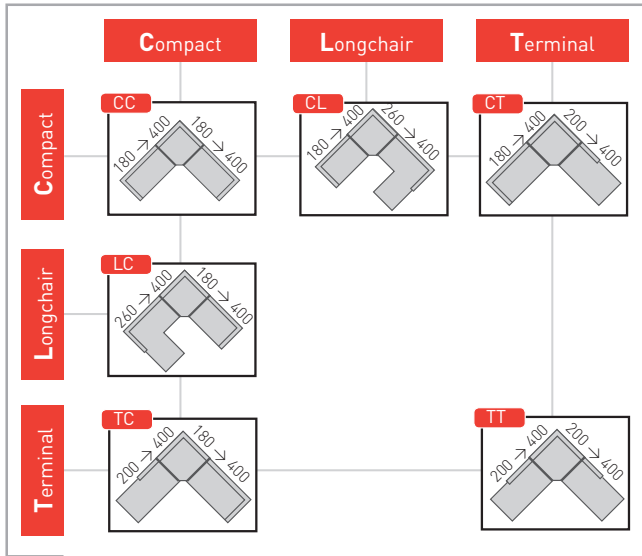 Compact
Longchair
Terminal
Compact
CC
180 → 400
180 → 400
CL
180 → 400
260 → 400
CT
180 → 400
200 → 400
Longchair
LC
260 → 400
180 → 400
Terminal
TC
200 → 400
180 → 400
TT
200 → 400
200 → 400